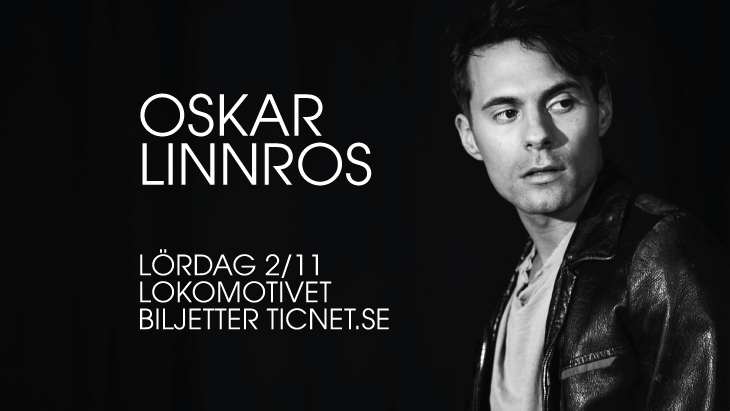 OSKAR
LINNROS
LÖRDAG 2/11
LOKOMOTIVET
BILJETTER TICNET.SE